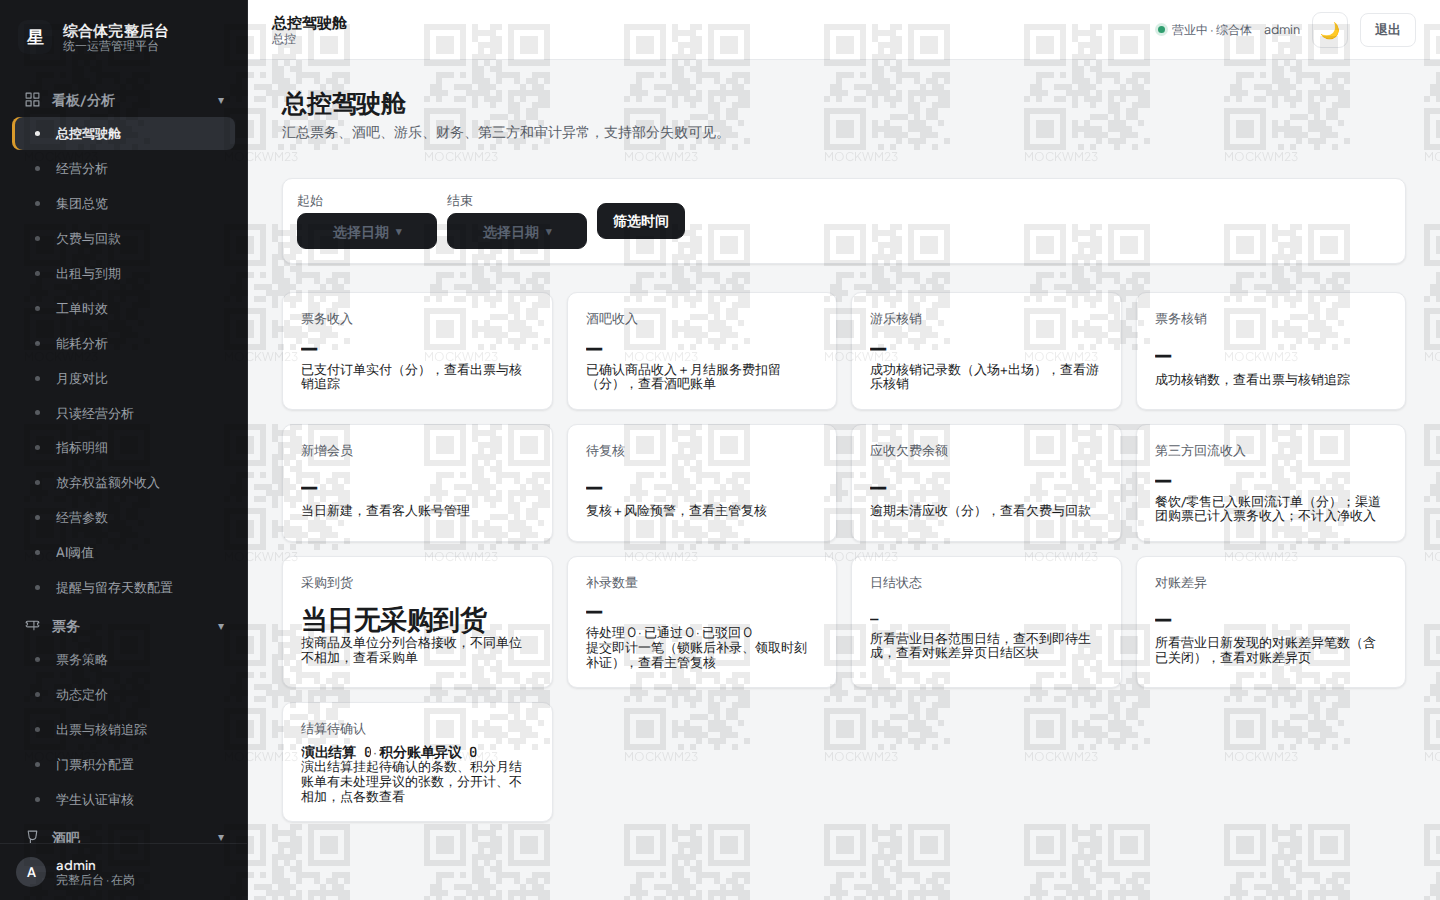 星
综合体完整后台
统一运营管理平台
看板/分析 ▼
总控驾驶舱
经营分析
集团总览
欠费与回款
出租与到期
工单时效
能耗分析
月度对比
只读经营分析
指标明细
放弃权益额外收入
经营参数
AI阈值
提醒与留存天数配置
票务 ▼
票务策略
动态定价
出票与核销追踪
门票积分配置
学生认证审核
酒吧 ▼
A
admin
完整后台·在岗
总控驾驶舱
总控
营业中·综合体 admin 🌙 退出
总控驾驶舱
汇总票务、酒吧、游乐、财务、第三方和审计异常，支持部分失败可见。
起始
选择日期 ▼
结束
选择日期 ▼
筛选时间
票务收入
—
已支付订单实付（分），查看出票与核
销追踪
酒吧收入
—
已确认商品收入＋月结服务费扣留
（分），查看酒吧账单
游乐核销
—
成功核销记录数（入场+出场），查看游
乐核销
票务核销
—
成功核销数，查看出票与核销追踪
新增会员
—
当日新建，查看客人账号管理
待复核
—
复核＋风险预警，查看主管复核
应收欠费余额
—
逾期未清应收（分），查看欠费与回款
第三方回流收入
—
餐饮/零售已入账回流订单（分）；渠道
团购票已计入票务收入；不计入净收入
采购到货
当日无采购到货
按商品及单位分列合格接收，不同单位
不相加，查看采购单
补录数量
—
待处理 0 · 已通过 0 · 已驳回 0
提交即计一笔（锁账后补录、领取时刻
补证），查看主管复核
日结状态
–
所看营业日各范围日结，查不到即待生
成，查看对账差异页日结区块
对账差异
—
所看营业日新发现的对账差异笔数（含
已关闭），查看对账差异页
结算待确认
演出结算 0 · 积分账单异议 0
演出结算挂起待确认的条数、积分月结
账单有未处理异议的张数，分开计、不
相加，点各数查看
MOCKWM23